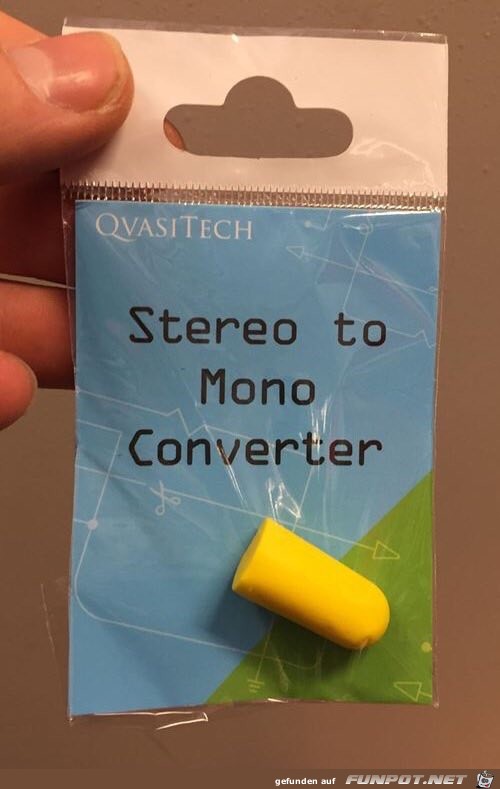 QVASITECH
Stereo to
Mono
Converter
gefunden auf FUNPOT.NET